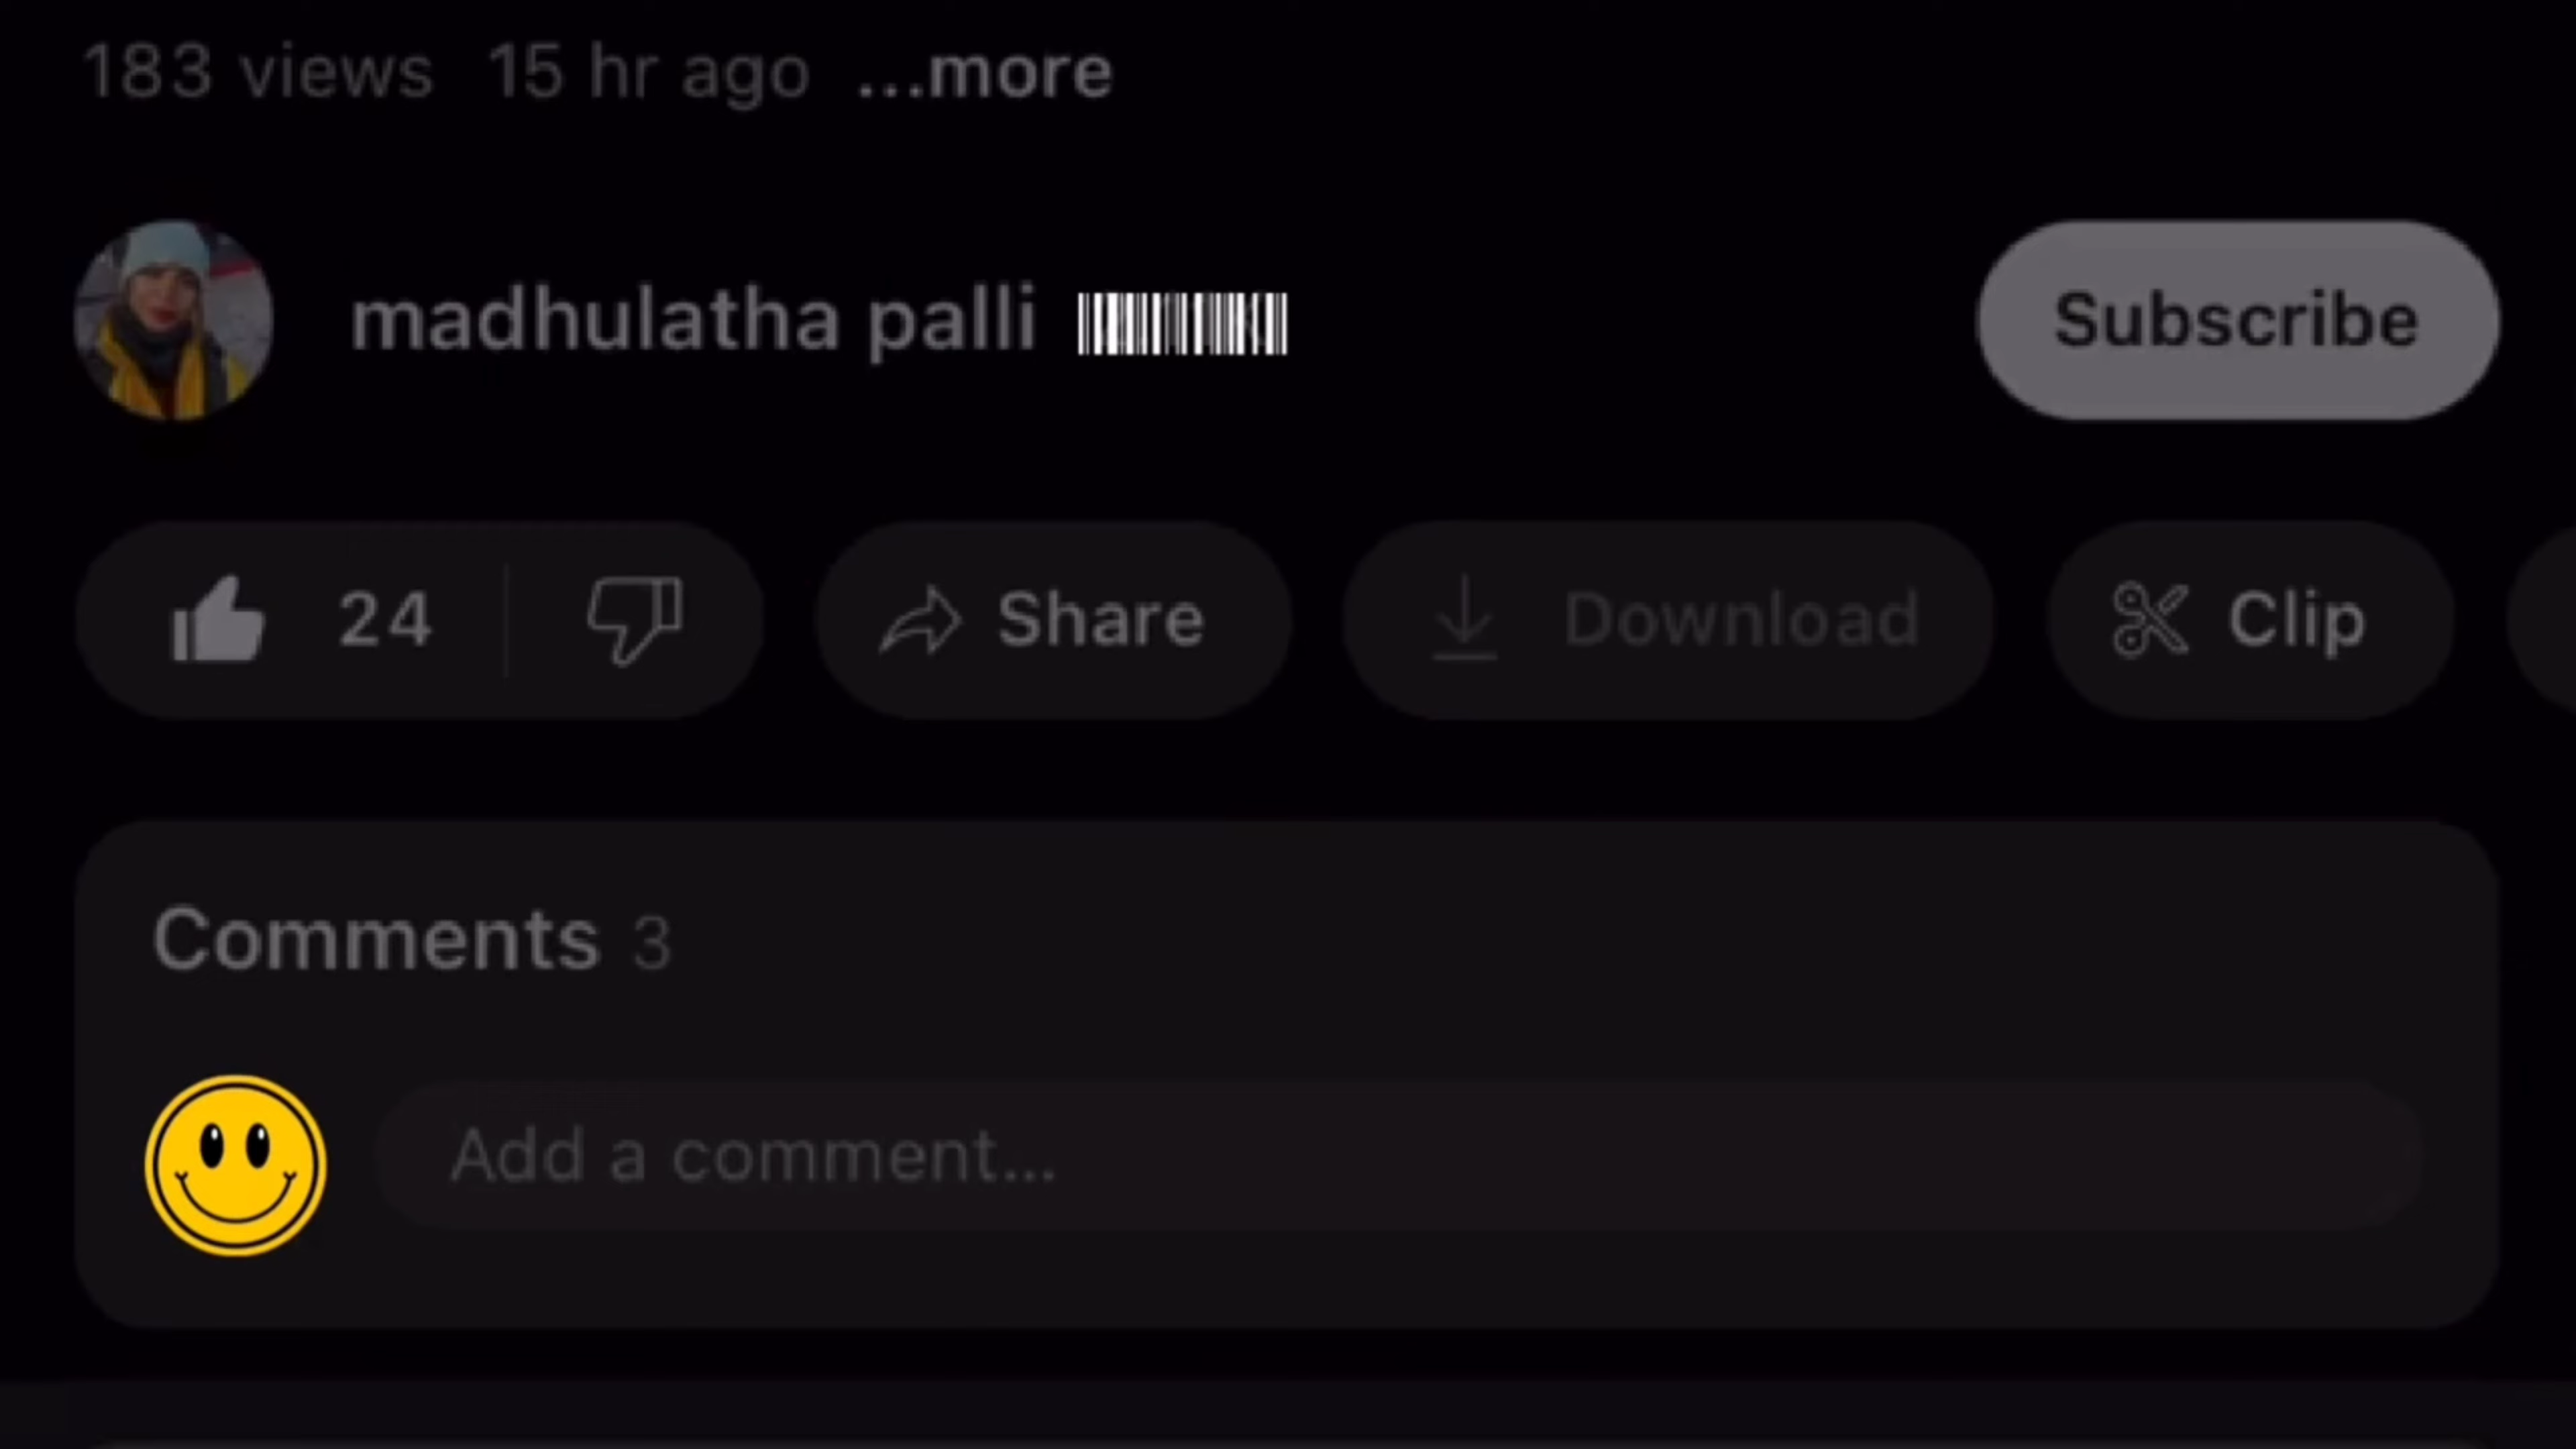 183 views 15 hr ago ...more
madhulatha palli
Subscribe
24
Share
Download
Clip
Comments 3
Add a comment...